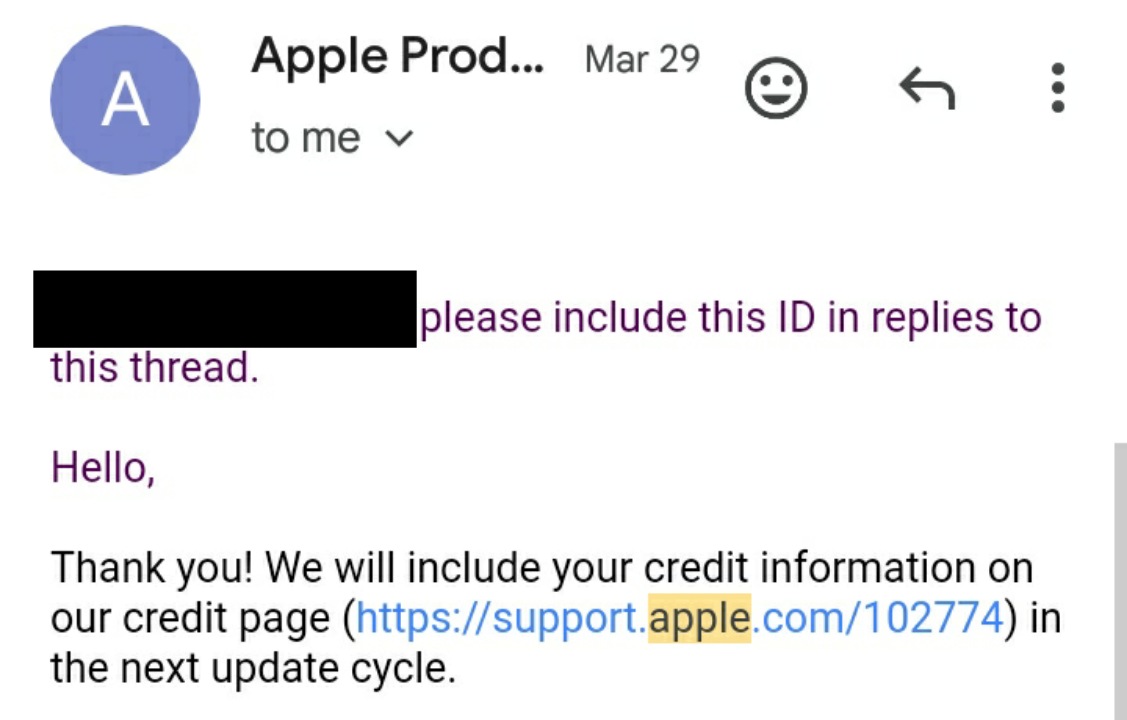 A
Apple Prod... Mar 29
to me
please include this ID in replies to
this thread.
Hello,
Thank you! We will include your credit information on
our credit page (https://support.apple.com/102774) in
the next update cycle.